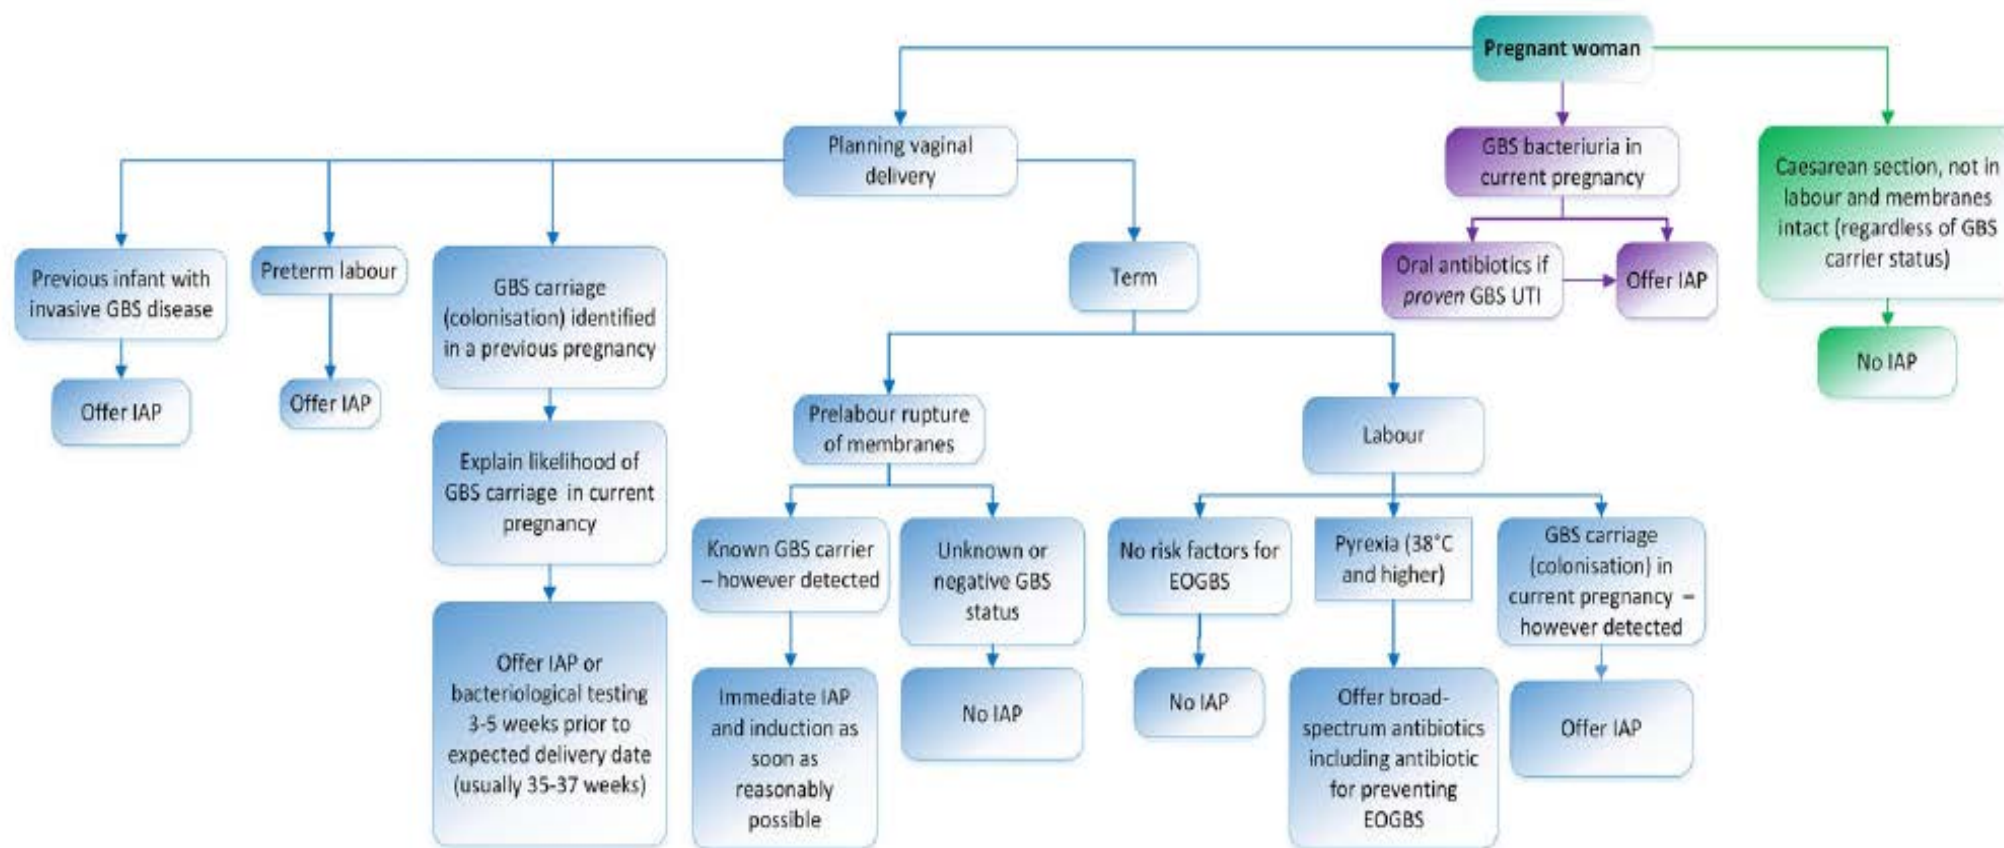 Pregnant woman
Planning vaginal
delivery
GBS bacteriuria in
current pregnancy
Caesarean section, not in
labour and membranes
intact (regardless of GBS
carrier status)
Previous infant with
invasive GBS disease
Preterm labour
GBS carriage
(colonisation) identified
in a previous pregnancy
Term
Oral antibiotics if
proven GBS UTI
Offer IAP
No IAP
Offer IAP
Offer IAP
Explain likelihood of
GBS carriage in current
pregnancy
Prelabour rupture
of membranes
Labour
Known GBS carrier
– however detected
Unknown or
negative GBS
status
No risk factors for
EOGBS
Pyrexia (38°C
and higher)
GBS carriage
(colonisation) in
current pregnancy –
however detected
Offer IAP or
bacteriological testing
3-5 weeks prior to
expected delivery date
(usually 35-37 weeks)
Immediate IAP
and induction as
soon as
reasonably
possible
No IAP
No IAP
Offer broad-
spectrum antibiotics
including antibiotic
for preventing
EOGBS
Offer IAP